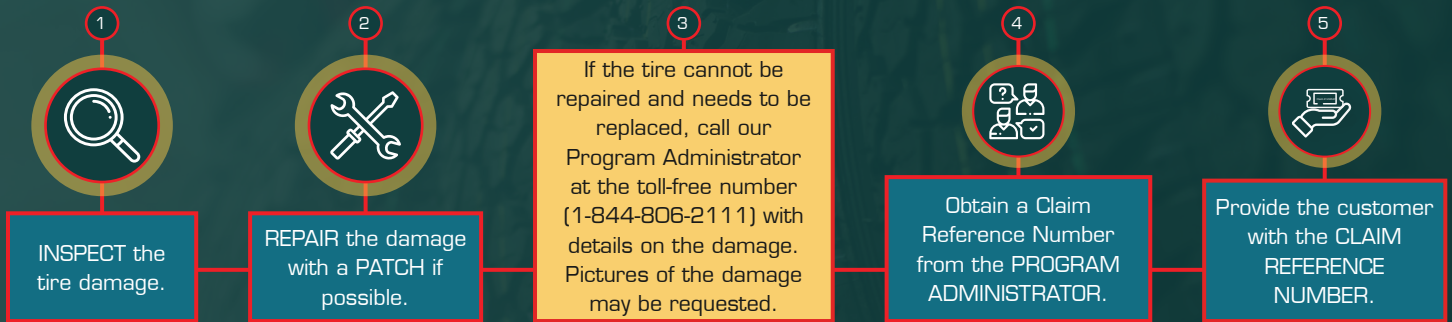 1
INSPECT the
tire damage.
2
REPAIR the damage
with a PATCH if
possible.
3
If the tire cannot be
repaired and needs to be
replaced, call our
Program Administrator
at the toll-free number
(1-844-806-2111) with
details on the damage.
Pictures of the damage
may be requested.
4
?
Obtain a Claim
Reference Number
from the PROGRAM
ADMINISTRATOR.
5
Provide the customer
with the CLAIM
REFERENCE
NUMBER.